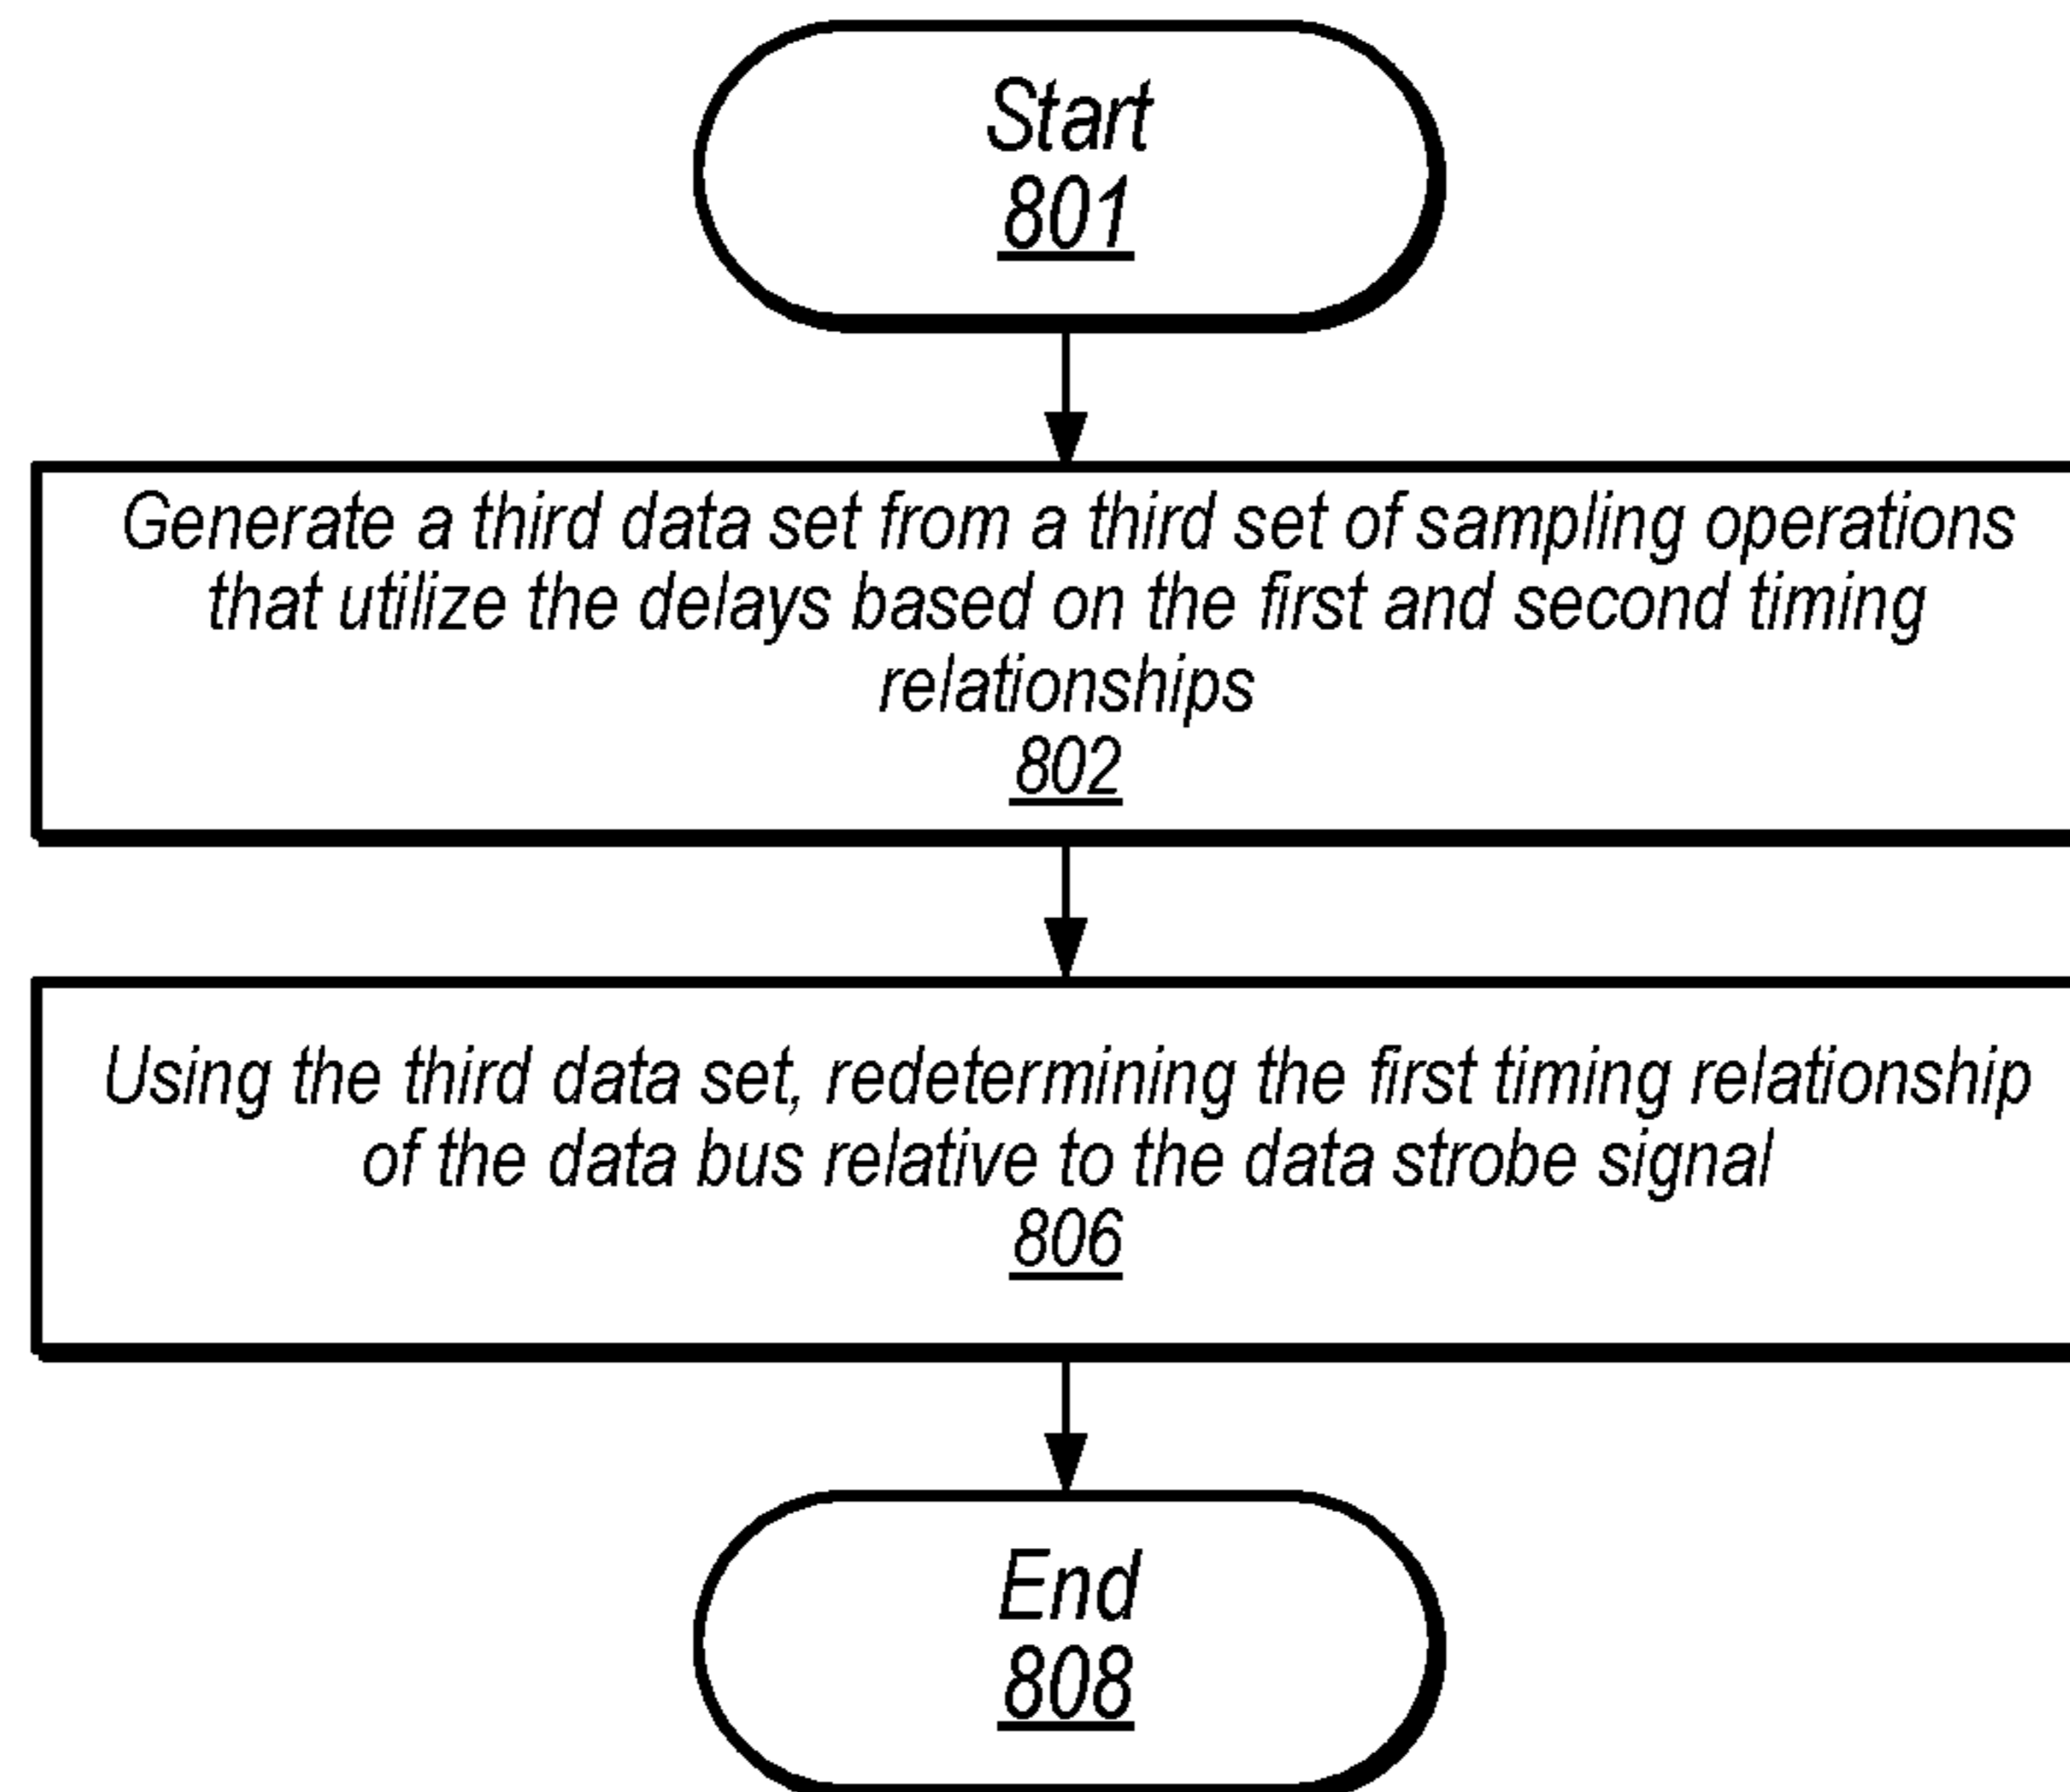 Start
801
Generate a third data set from a third set of sampling operations
that utilize the delays based on the first and second timing
relationships
802
Using the third data set, redetermining the first timing relationship
of the data bus relative to the data strobe signal
806
End
808